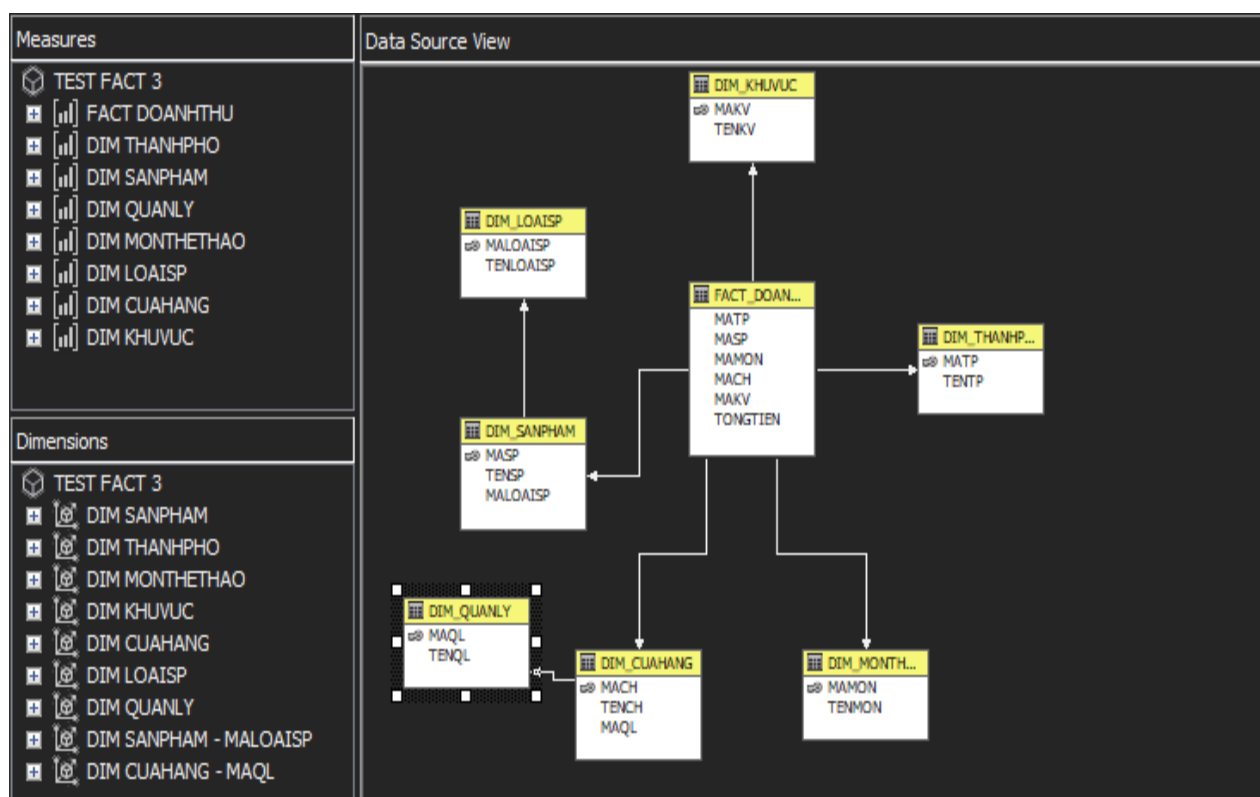 Measures
TEST FACT 3
FACT DOANHTHU
DIM THANHPHO
DIM SANPHAM
DIM QUANLY
DIM MONTHETHAO
DIM LOAISP
DIM CUAHANG
DIM KHUVUC
Dimensions
TEST FACT 3
DIM SANPHAM
DIM THANHPHO
DIM MONTHETHAO
DIM KHUVUC
DIM CUAHANG
DIM LOAISP
DIM QUANLY
DIM SANPHAM - MALOAISP
DIM CUAHANG - MAQL
Data Source View
DIM_KHUVUC
MAKV
TENKV
DIM_LOAISP
MALOAISP
TENLOAISP
FACT_DOAN...
MATP
MASP
MAMON
MACH
MAKV
TONGTIEN
DIM_THANHP...
MATP
TENTP
DIM_SANPHAM
MASP
TENSP
MALOAISP
DIM_QUANLY
MAQL
TENQL
DIM_CUAHANG
MACH
TENCH
MAQL
DIM_MONTH...
MAMON
TENMON